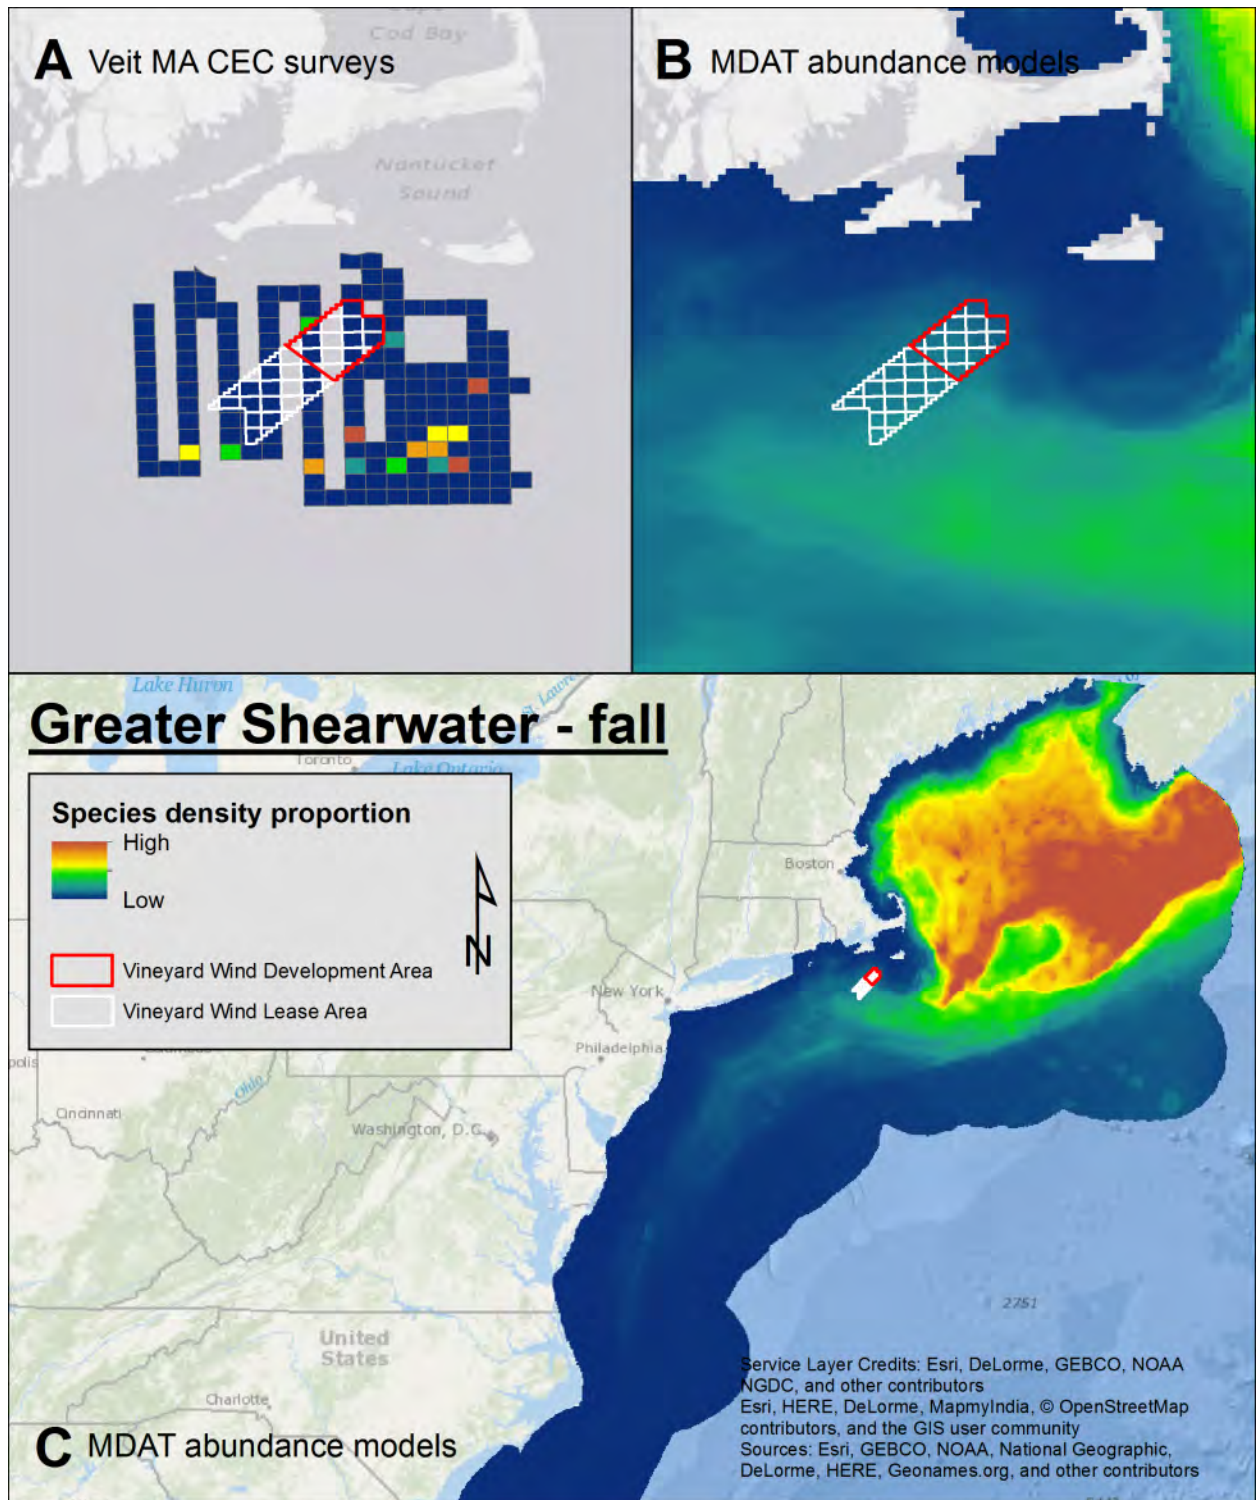 Cod Bay
A Veit MA CEC surveys
Nantucket
Sound
B MDAT abundance models
Lake Huron
St. Lawre
Greater Shearwater - fall
Toronto
Lake Ontario
Species density proportion
High
Low
N
Vineyard Wind Development Area
Vineyard Wind Lease Area
Boston
New York
Philadelphia
Columbus
polis
Ohio
Cincinnati
Washington, D.C.
United
States
Charlotte
2751
Service Layer Credits: Esri, DeLorme, GEBCO, NOAA
NGDC, and other contributors
Esri, HERE, DeLorme, MapmyIndia, © OpenStreetMap
contributors, and the GIS user community
Sources: Esri, GEBCO, NOAA, National Geographic,
DeLorme, HERE, Geonames.org, and other contributors
C MDAT abundance models